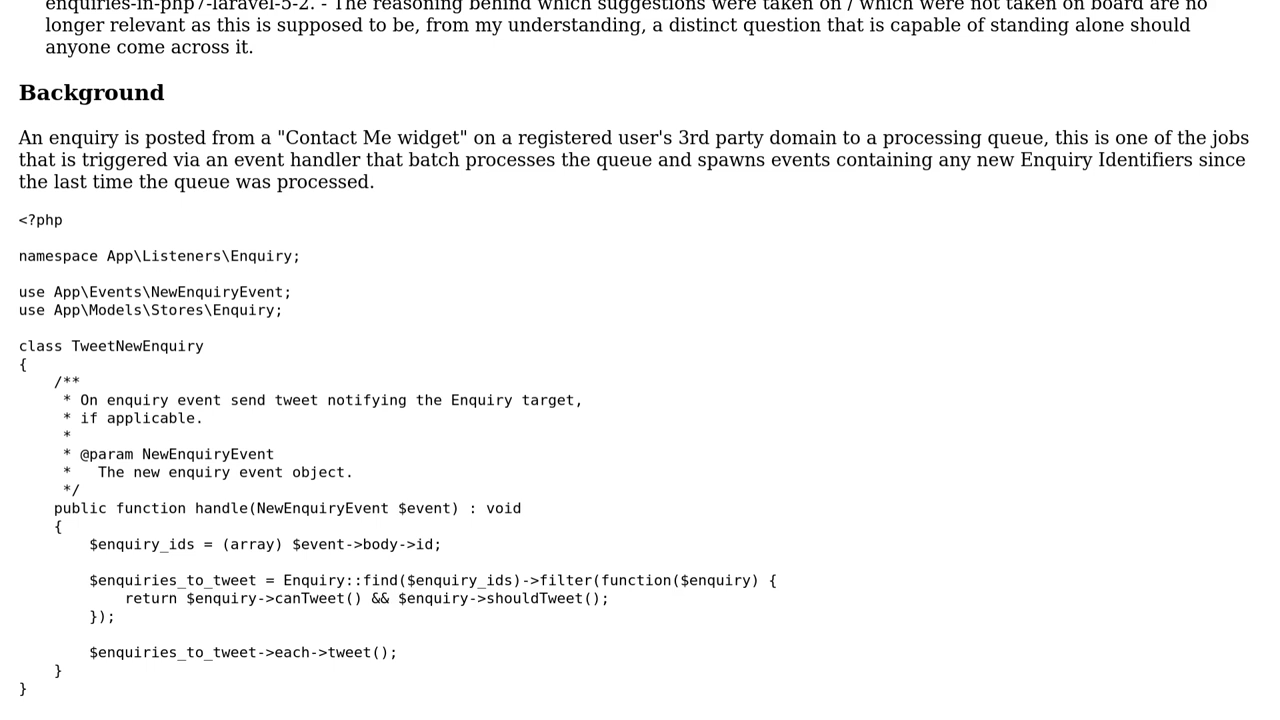 enquiries-in-php7-laravel-5-2. - The reasoning behind which suggestions were taken on / which were not taken on board are no
longer relevant as this is supposed to be, from my understanding, a distinct question that is capable of standing alone should
anyone come across it.
Background
An enquiry is posted from a "Contact Me widget" on a registered user's 3rd party domain to a processing queue, this is one of the jobs
that is triggered via an event handler that batch processes the queue and spawns events containing any new Enquiry Identifiers since
the last time the queue was processed.
<?php
namespace App\Listeners\Enquiry;
use App\Events\NewEnquiryEvent;
use App\Models\Stores\Enquiry;
class TweetNewEnquiry
{
    /**
     * On enquiry event send tweet notifying the Enquiry target,
     * if applicable.
     *
     * @param NewEnquiryEvent
     *   The new enquiry event object.
     */
    public function handle(NewEnquiryEvent $event) : void
    {
        $enquiry_ids = (array) $event->body->id;
        $enquiries_to_tweet = Enquiry::find($enquiry_ids)->filter(function($enquiry) {
            return $enquiry->canTweet() && $enquiry->shouldTweet();
        });
        $enquiries_to_tweet->each->tweet();
    }
}